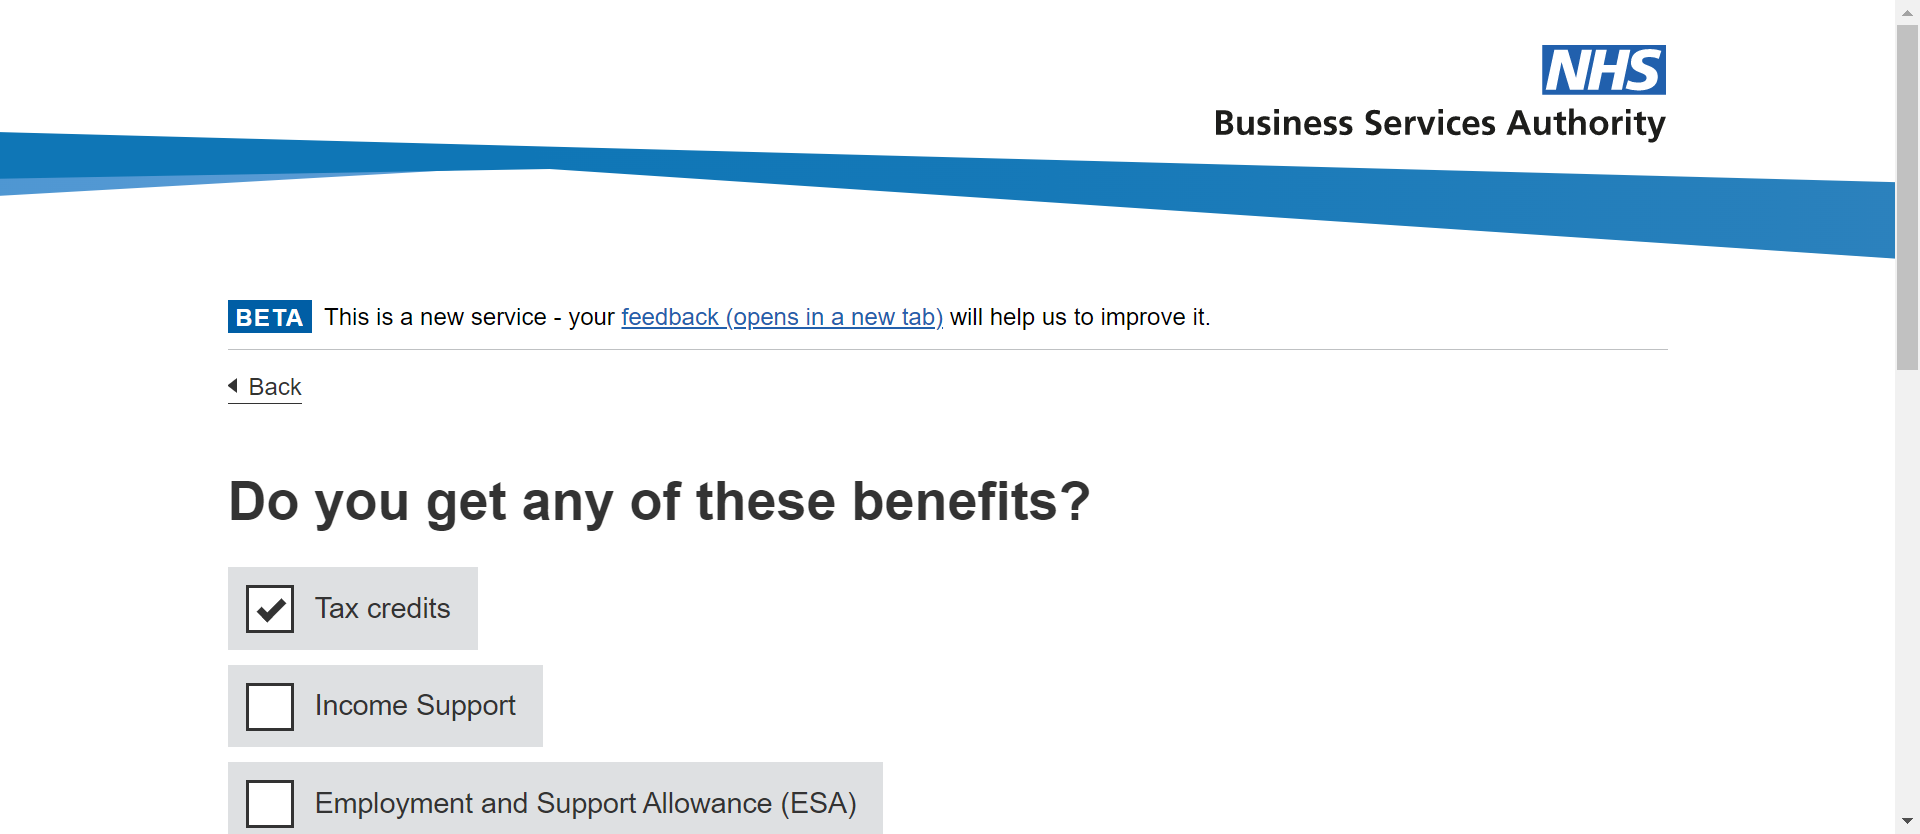 NHS
Business Services Authority
BETA This is a new service - your feedback (opens in a new tab) will help us to improve it.
Back
Do you get any of these benefits?
Tax credits
Income Support
Employment and Support Allowance (ESA)